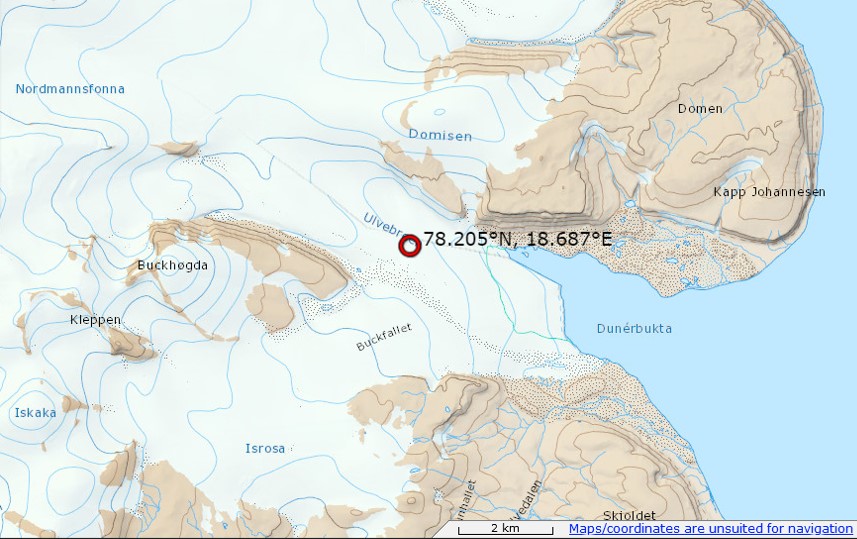 Nordmannsfonna
Domen
Domisen
Kapp Johannesen
78.205°N, 18.687°E
Buckhøgda
Kleppen
Dunérbukta
Buckfallet
Iskaka
Isrosa
Skjoldet
2 km
Maps/coordinates are unsuited for navigation